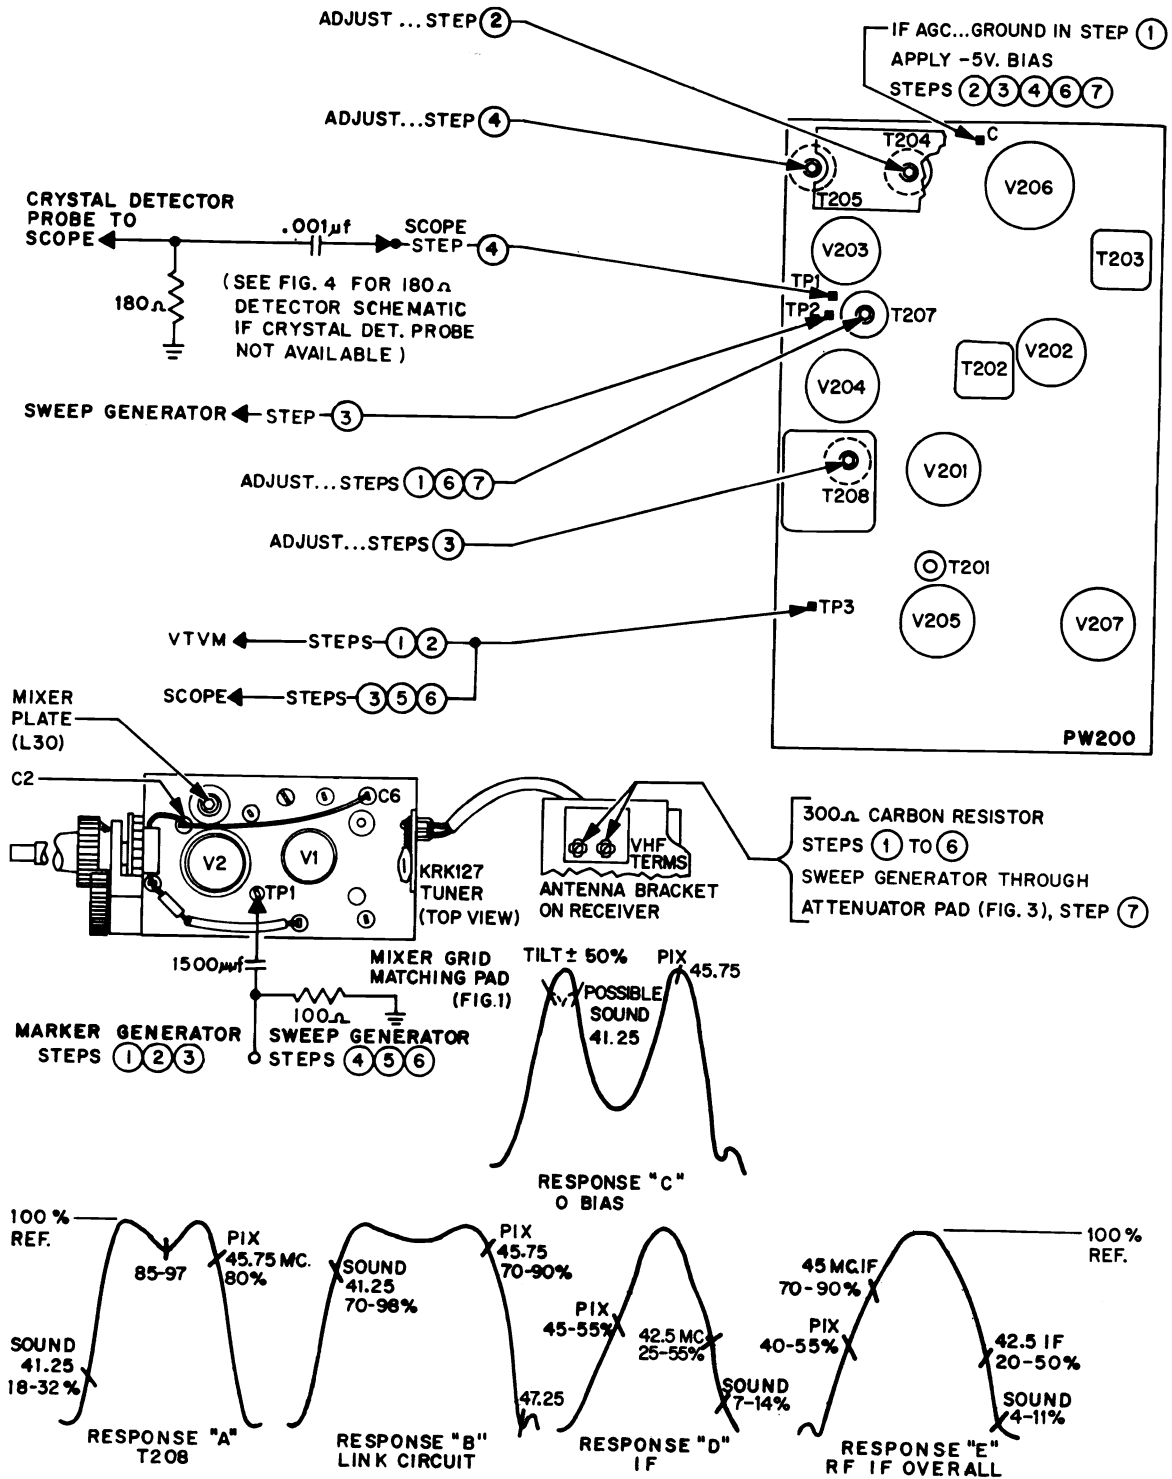 ADJUST ... STEP 2
IF AGC...GROUND IN STEP 1
APPLY -5V. BIAS
STEPS 2 3 4 6 7
ADJUST...STEP 4
C
T204
T205
V206
CRYSTAL DETECTOR
PROBE TO
SCOPE
.001µf
SCOPE
STEP 4
180Ω
(SEE FIG. 4 FOR 180Ω
DETECTOR SCHEMATIC
IF CRYSTAL DET. PROBE
NOT AVAILABLE)
V203
T203
TP1
TP2
T207
V202
T202
V204
SWEEP GENERATOR STEP 3
ADJUST...STEPS 1 6 7
V201
T208
ADJUST...STEPS 3
T201
TP3
V205
V207
VTVM STEPS 1 2
SCOPE STEPS 3 5 6
PW200
MIXER
PLATE
(L30)
C2
C6
V2
V1
TP1
KRK127
TUNER
(TOP VIEW)
VHF
TERMS
ANTENNA BRACKET
ON RECEIVER
300Ω CARBON RESISTOR
STEPS 1 TO 6
SWEEP GENERATOR THROUGH
ATTENUATOR PAD (FIG. 3), STEP 7
1500µµf
MIXER GRID
MATCHING PAD
(FIG.1)
100Ω
MARKER GENERATOR
STEPS 1 2 3
SWEEP GENERATOR
STEPS 4 5 6
TILT ± 50%
PIX
45.75
POSSIBLE
SOUND
41.25
RESPONSE "C"
O BIAS
100 %
REF.
85-97
PIX
45.75 MC.
80%
SOUND
41.25
18-32%
RESPONSE "A"
T208
SOUND
41.25
70-98%
PIX
45.75
70-90%
47.25
RESPONSE "B"
LINK CIRCUIT
PIX
45-55%
42.5 MC
25-55%
SOUND
7-14%
RESPONSE "D"
IF
100 %
REF.
45 MC.IF
70-90%
PIX
40-55%
42.5 IF
20-50%
SOUND
4-11%
RESPONSE "E"
RF IF OVERALL